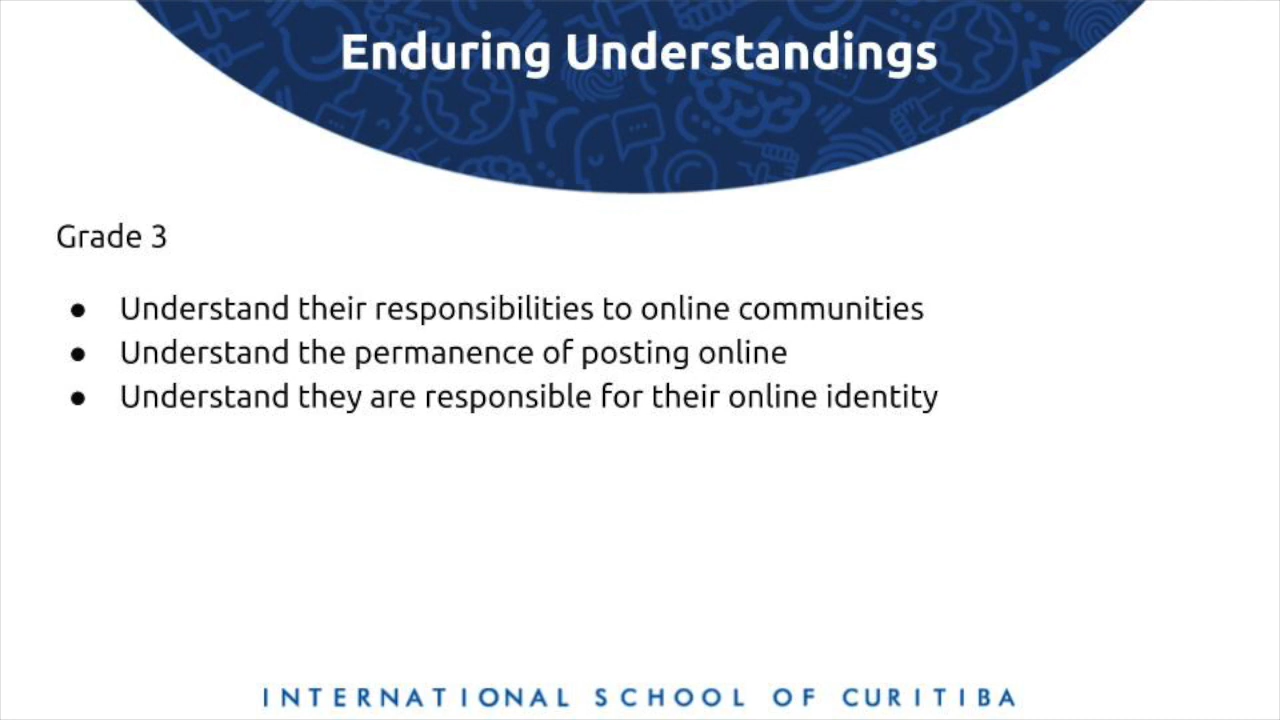 Enduring Understandings
Grade 3
● Understand their responsibilities to online communities
● Understand the permanence of posting online
● Understand they are responsible for their online identity
INTERNATIONAL SCHOOL OF CURITIBA